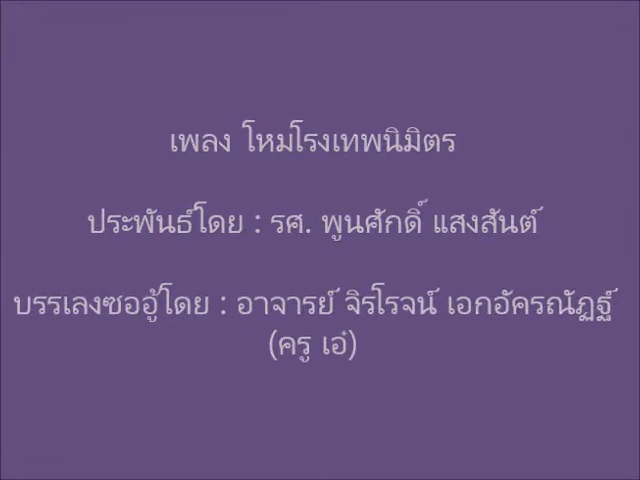 เพลง โหมโรงเทพนิมิตร
ประพันธ์โดย : รศ. พูนศักดิ์ แสงสันต์
บรรเลงซออู้โดย : อาจารย์ จิรโรจน์ เอกอัครณัฏฐ์
(ครู เอ๋)